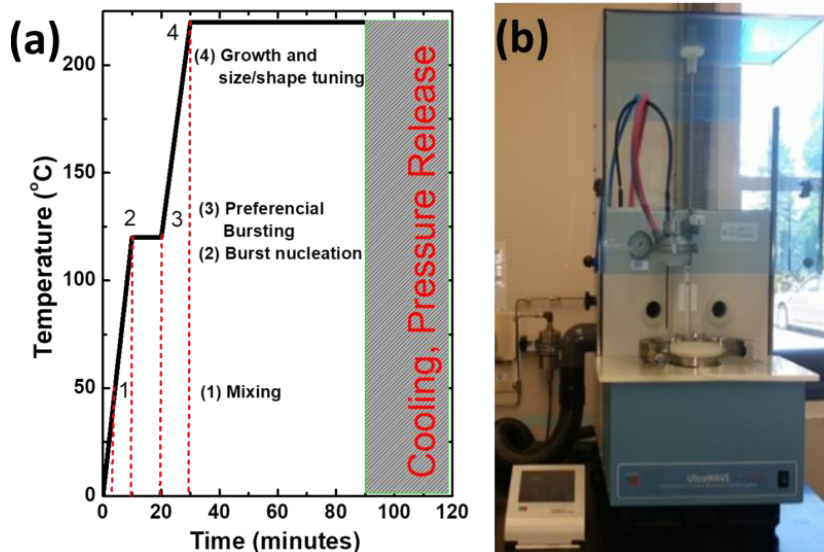 (a)
Temperature (°C)
200
150
100
50
0
0
20
40
60
80
100
120
Time (minutes)
1
2
3
4
(4) Growth and
size/shape tuning
(3) Preferencial
Bursting
(2) Burst nucleation
(1) Mixing
Cooling, Pressure Release
(b)
UltraWAVE